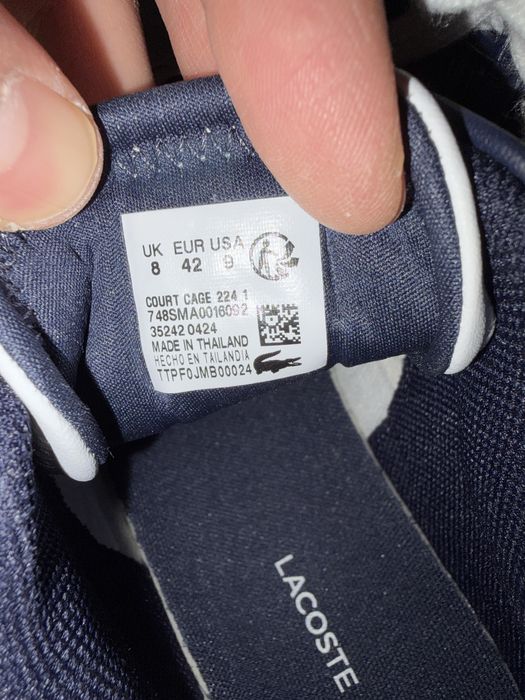 UK EUR USA
8 42 9
COURT CAGE 224 1
748SMA0016092
35242 0424
MADE IN THAILAND
HECHO EN TAILANDIA
TTPF0JMB00024
LACOSTE